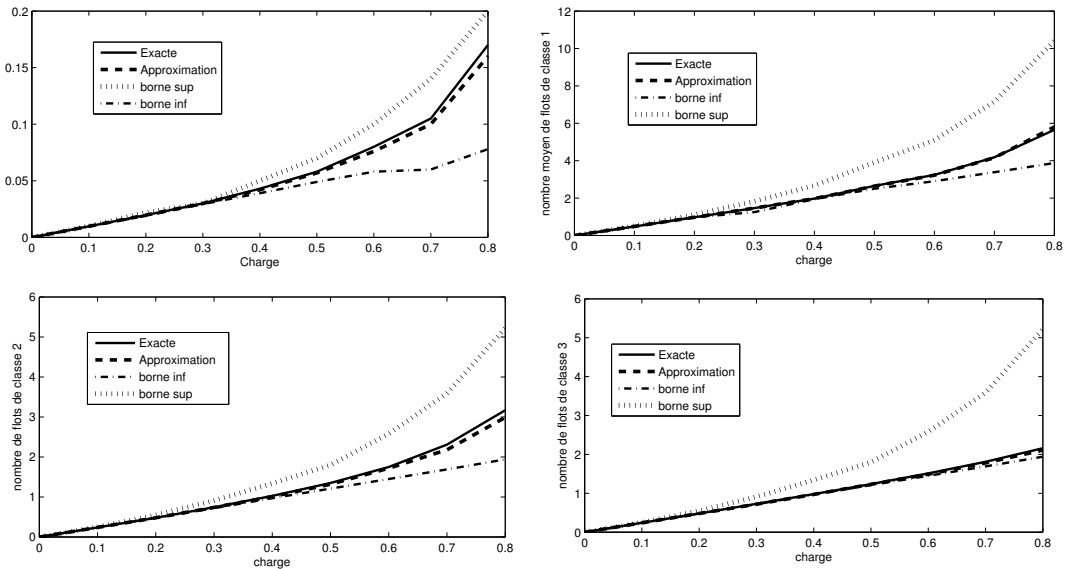 0.2
0.15
0.1
0.05
0
Exacte
Approximation
borne sup
borne inf
0 0.1 0.2 0.3 0.4 0.5 0.6 0.7 0.8
Charge
nombre moyen de flots de classe 1
12
10
8
6
4
2
0
Exacte
Approximation
borne inf
borne sup
0 0.1 0.2 0.3 0.4 0.5 0.6 0.7 0.8
charge
nombre de flots de classe 2
6
5
4
3
2
1
0
Exacte
Approximation
borne inf
borne sup
0 0.1 0.2 0.3 0.4 0.5 0.6 0.7 0.8
charge
nombre de flots de classe 3
6
5
4
3
2
1
0
Exacte
Approximation
borne inf
borne sup
0 0.1 0.2 0.3 0.4 0.5 0.6 0.7 0.8
charge